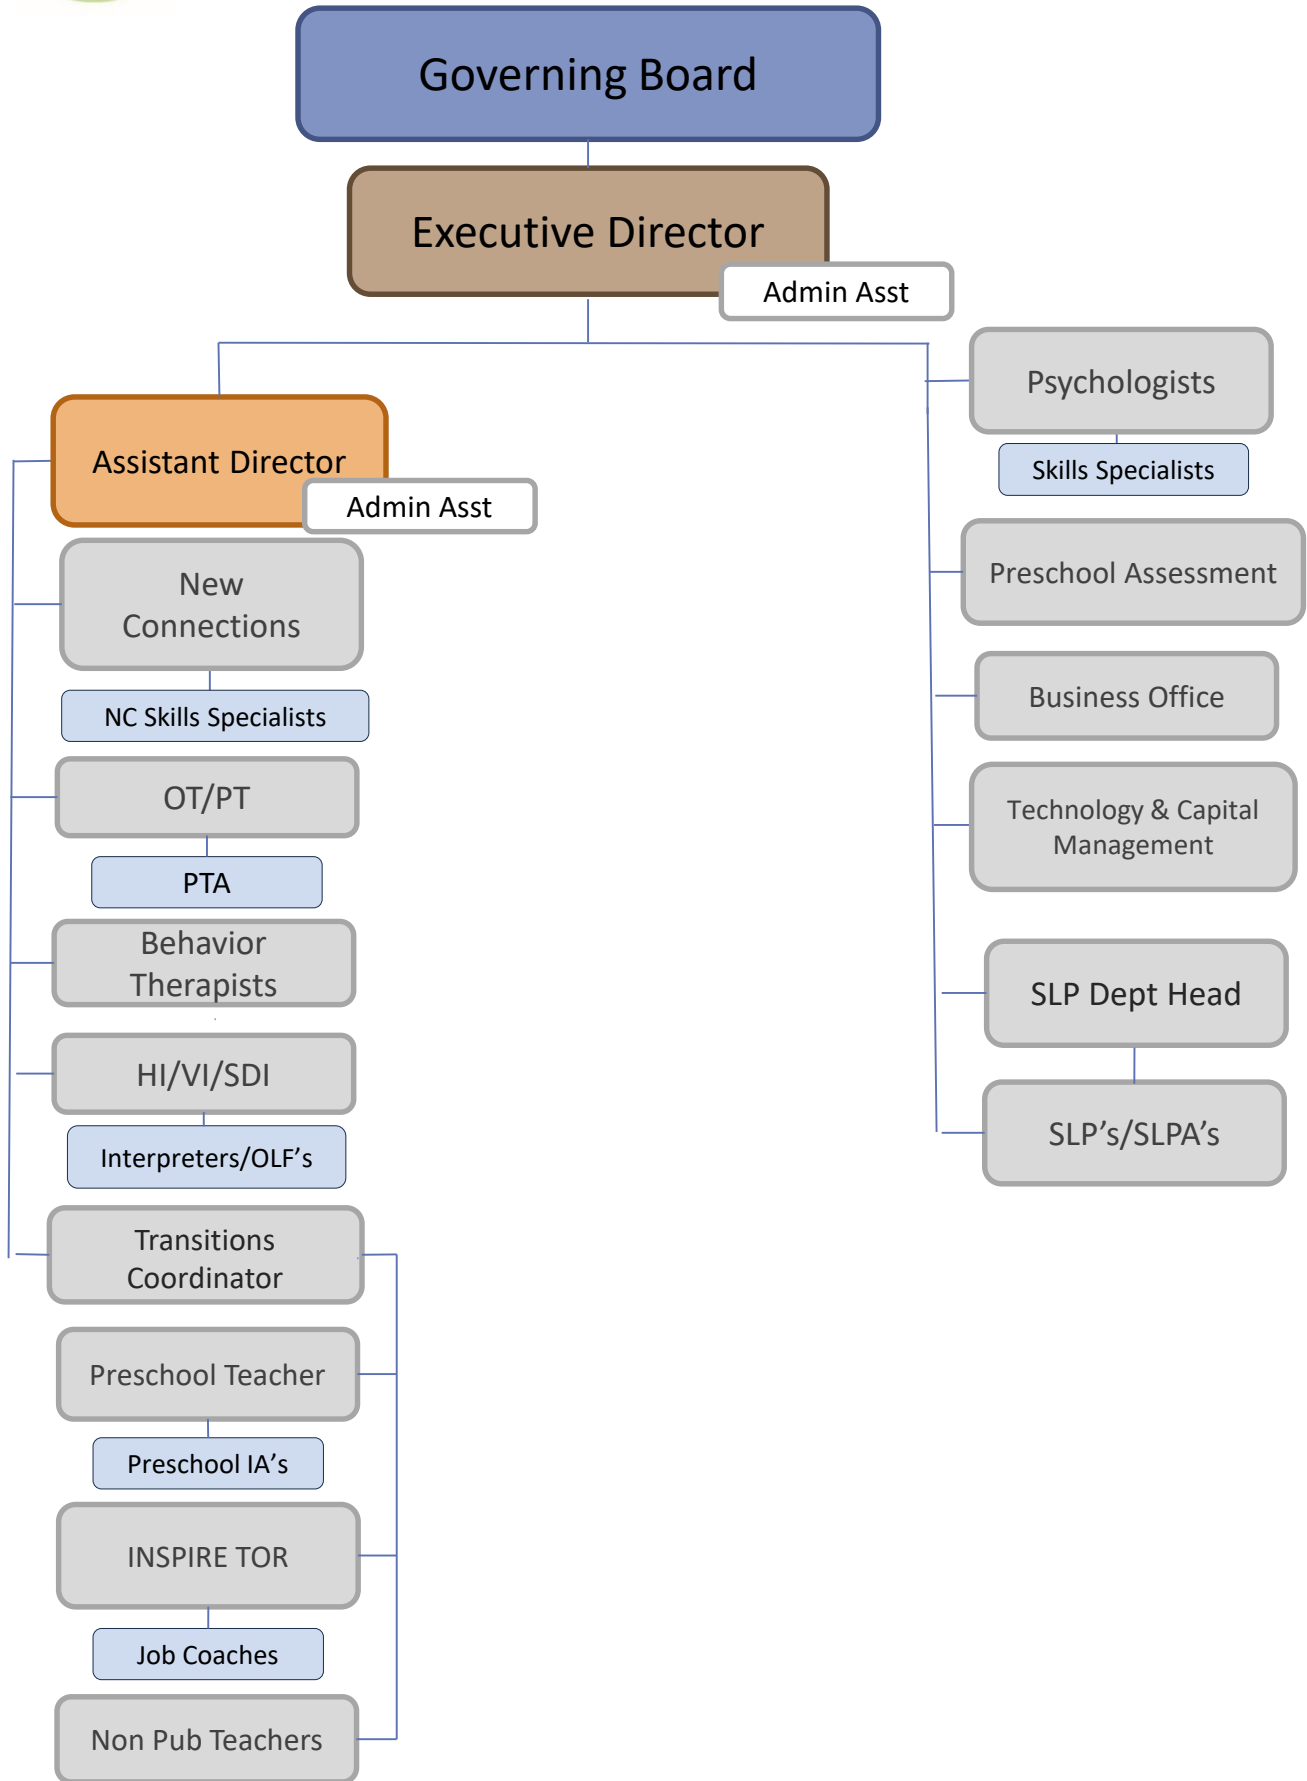 Governing Board
Executive Director
Admin Asst
Assistant Director
Admin Asst
New
Connections
NC Skills Specialists
OT/PT
PTA
Behavior
Therapists
HI/VI/SDI
Interpreters/OLF's
Transitions
Coordinator
Preschool Teacher
Preschool IA's
INSPIRE TOR
Job Coaches
Non Pub Teachers
Psychologists
Skills Specialists
Preschool Assessment
Business Office
Technology & Capital
Management
SLP Dept Head
SLP’s/SLPA’s